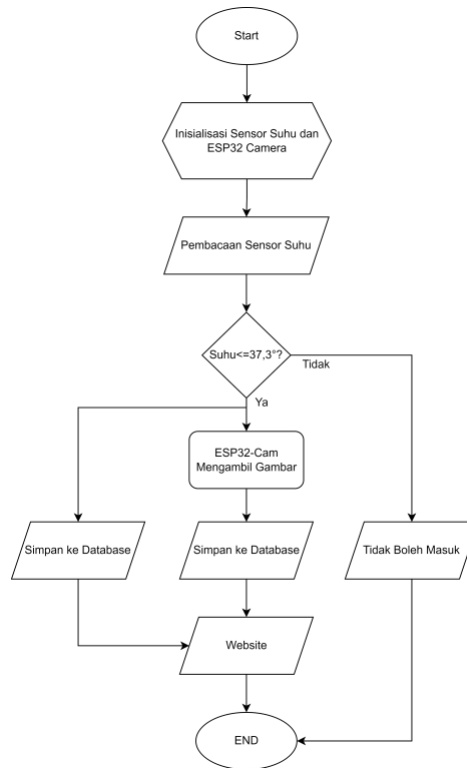 Start
Inisialisasi Sensor Suhu dan
ESP32 Camera
Pembacaan Sensor Suhu
Suhu<=37,3°?
Tidak
Ya
ESP32-Cam
Mengambil Gambar
Simpan ke Database
Simpan ke Database
Tidak Boleh Masuk
Website
END